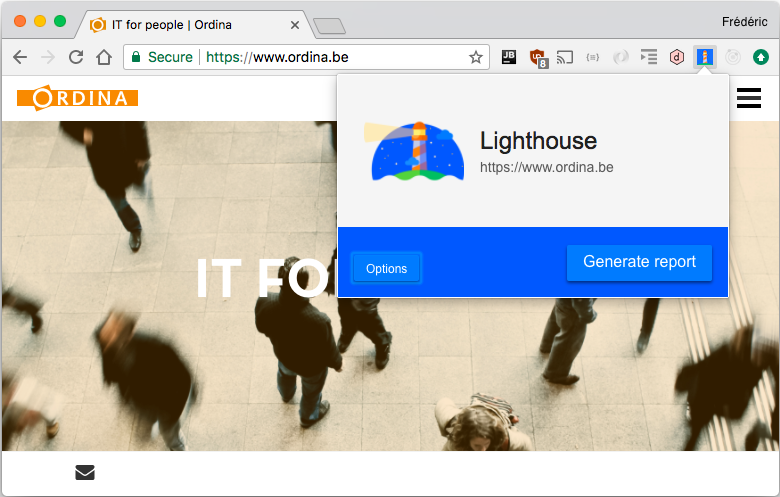 IT for people | Ordina
Frédéric
Secure
https://www.ordina.be
JB
8
d
ORDINA
Lighthouse
https://www.ordina.be
IT FO
Options
Generate report